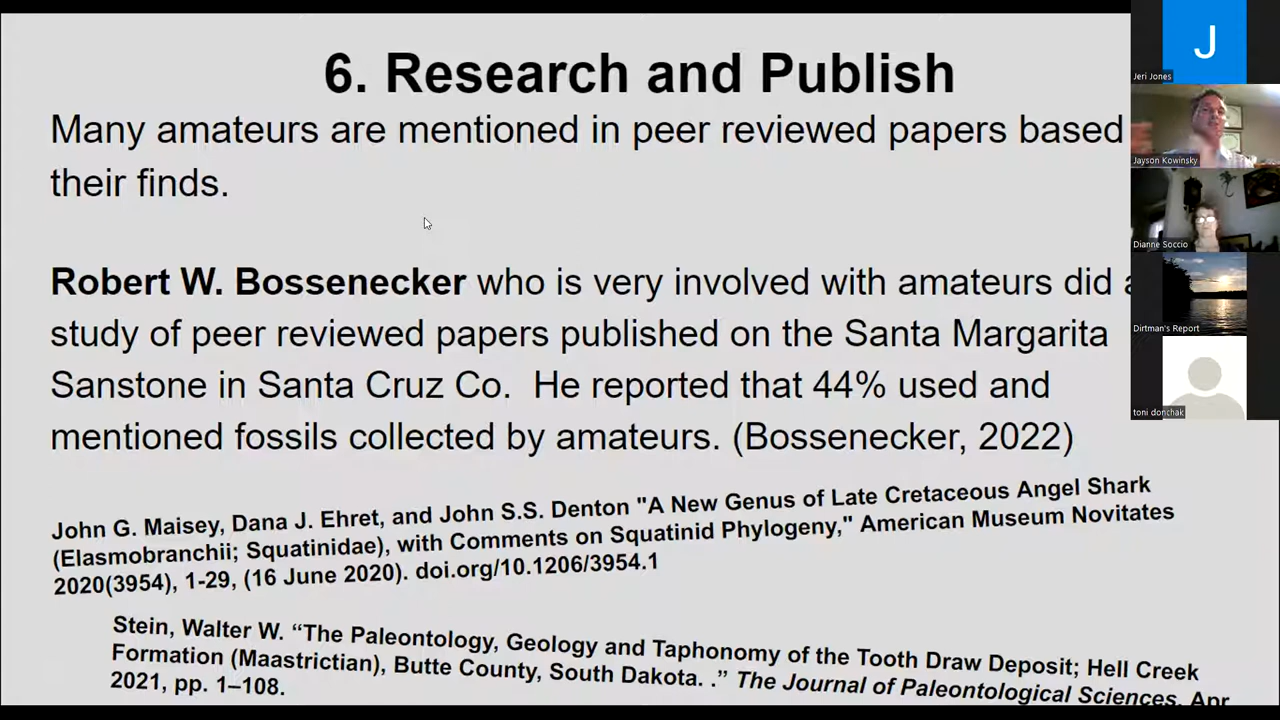 6. Research and Publish
Many amateurs are mentioned in peer reviewed papers based
their finds.
Robert W. Bossenecker who is very involved with amateurs did a
study of peer reviewed papers published on the Santa Margarita
Sanstone in Santa Cruz Co. He reported that 44% used and
mentioned fossils collected by amateurs. (Bossenecker, 2022)
John G. Maisey, Dana J. Ehret, and John S.S. Denton "A New Genus of Late Cretaceous Angel Shark
(Elasmobranchii; Squatinidae), with Comments on Squatinid Phylogeny," American Museum Novitates
2020(3954), 1-29, (16 June 2020). doi.org/10.1206/3954.1
Stein, Walter W. “The Paleontology, Geology and Taphonomy of the Tooth Draw Deposit; Hell Creek
Formation (Maastrictian), Butte County, South Dakota. .” The Journal of Paleontological Sciences, Apr
2021, pp. 1–108.
J
Jeri Jones
Jayson Kowinsky
Dianne Soccio
Dirtman's Report
toni donchak